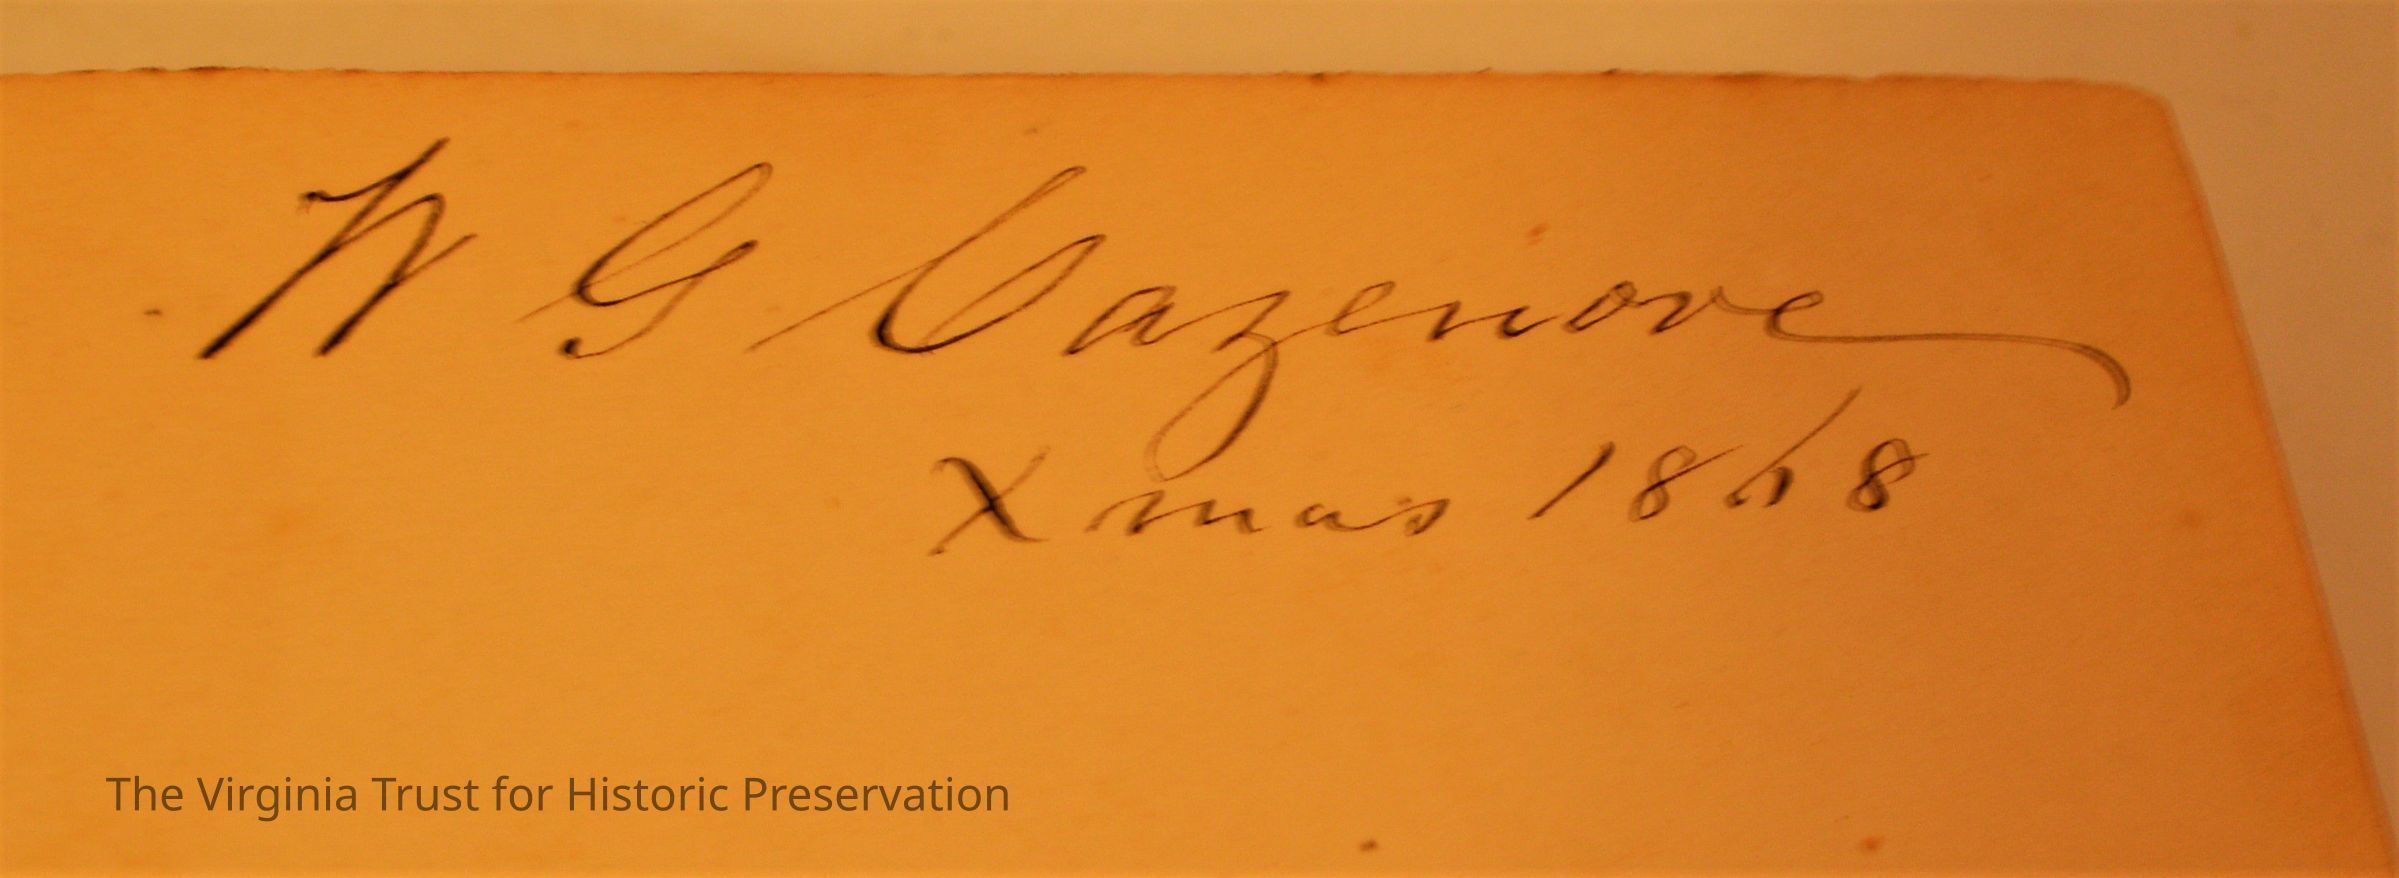 W G Cazenove
Xmas 1868
The Virginia Trust for Historic Preservation